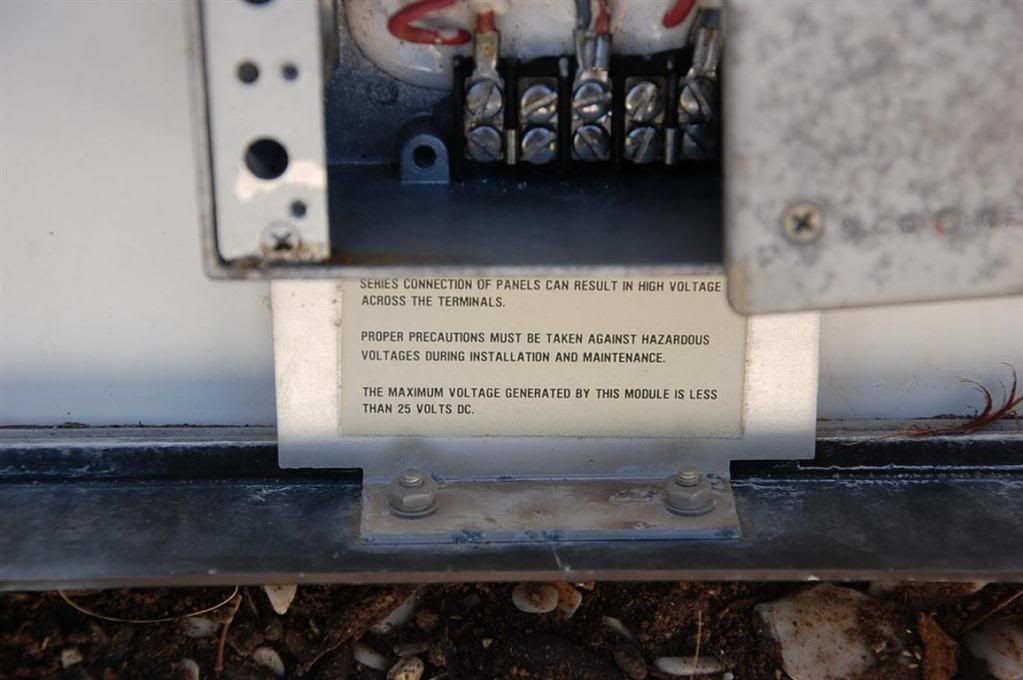 SERIES CONNECTION OF PANELS CAN RESULT IN HIGH VOLTAGE
ACROSS THE TERMINALS.
PROPER PRECAUTIONS MUST BE TAKEN AGAINST HAZARDOUS
VOLTAGES DURING INSTALLATION AND MAINTENANCE.
THE MAXIMUM VOLTAGE GENERATED BY THIS MODULE IS LESS
THAN 25 VOLTS DC.